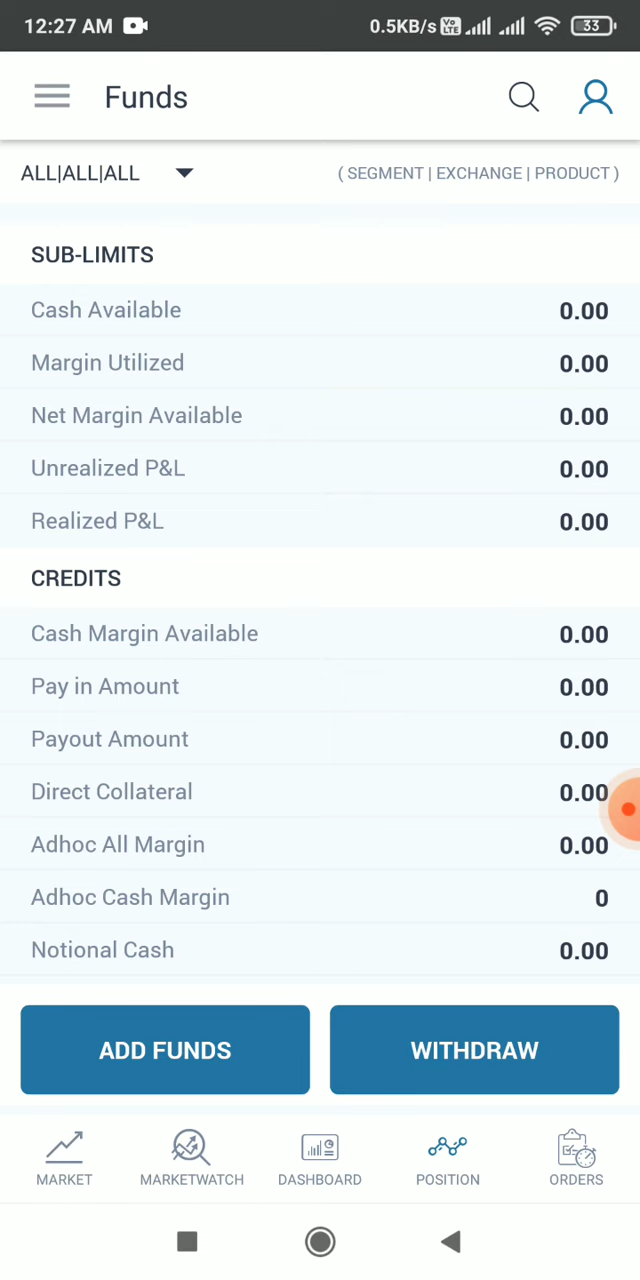 12:27 AM 0.5KB/s Vo LTE 33
Funds
ALL|ALL|ALL ( SEGMENT | EXCHANGE | PRODUCT )
SUB-LIMITS
Cash Available 0.00
Margin Utilized 0.00
Net Margin Available 0.00
Unrealized P&L 0.00
Realized P&L 0.00
CREDITS
Cash Margin Available 0.00
Pay in Amount 0.00
Payout Amount 0.00
Direct Collateral 0.00
Adhoc All Margin 0.00
Adhoc Cash Margin 0
Notional Cash 0.00
ADD FUNDS WITHDRAW
MARKET MARKETWATCH DASHBOARD POSITION ORDERS